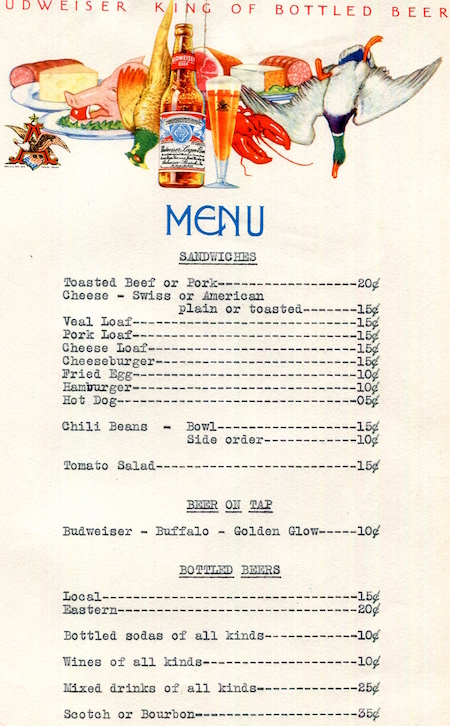 UDWEISER KING OF BOTTLED BEER
BUDWEISER
Budweiser Lager Beer
MENU
SANDWICHES
Toasted Beef or Pork--------------------20¢
Cheese - Swiss or American
plain or toasted-------15¢
Veal Loaf--------------------------------15¢
Pork Loaf--------------------------------15¢
Cheese Loaf------------------------------15¢
Cheeseburger-----------------------------15¢
Fried Egg--------------------------------10¢
Hamburger--------------------------------10¢
Hot Dog----------------------------------05¢
Chili Beans - Bowl-----------------------15¢
Side order-----------------10¢
Tomato Salad-----------------------------15¢
BEER ON TAP
Budweiser - Buffalo - Golden Glow-----10¢
BOTTLED BEERS
Local------------------------------------15¢
Eastern----------------------------------20¢
Bottled sodas of all kinds---------------10¢
Wines of all kinds-----------------------10¢
Mixed drinks of all kinds----------------25¢
Scotch or Bourbon------------------------35¢